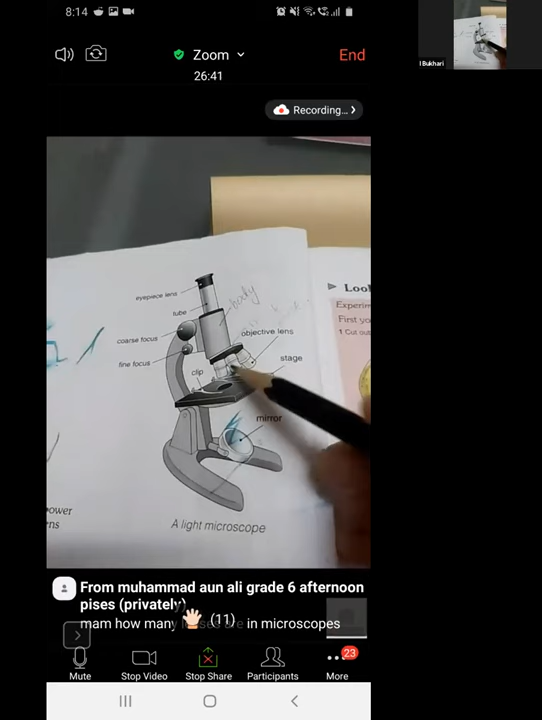 8:14
Zoom
End
26:41
Recording...
I Bukhari
eyepiece lens
tube
body
coarse focus
objective lens
fine focus
clip
stage
mirror
A light microscope
power
ens
Loo
Experim
First yo
1 Cut out
From muhammad aun ali grade 6 afternoon
pises (privately)
(11)
mam how many in microscopes
Mute
Stop Video
Stop Share
Participants
More
23